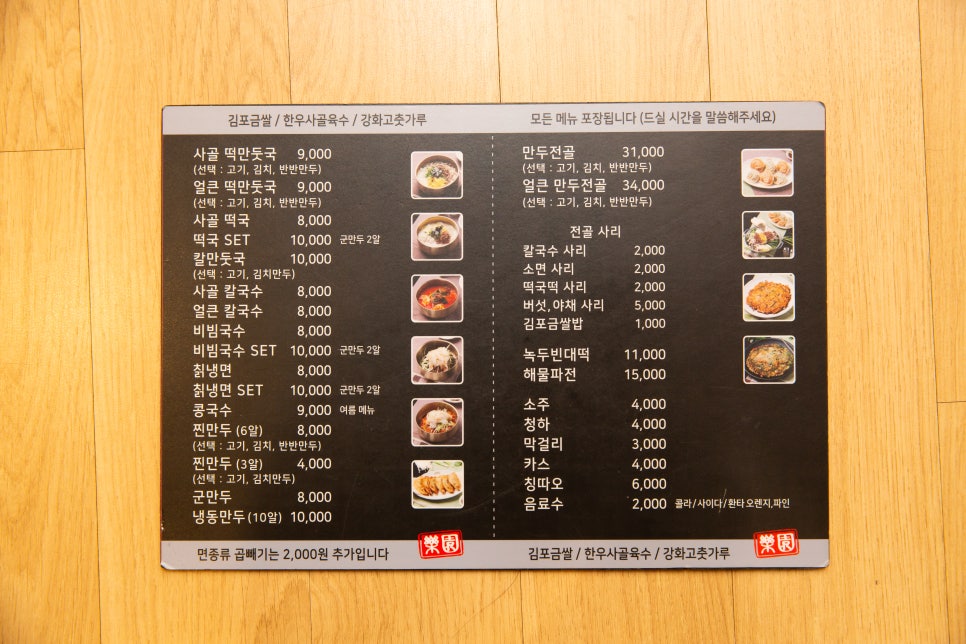 김포금쌀 / 한우사골육수 / 강화고춧가루
사골 떡만둣국 9,000
(선택 : 고기, 김치, 반반만두)
얼큰 떡만둣국 9,000
(선택 : 고기, 김치, 반반만두)
사골 떡국 8,000
떡국 SET 10,000 군만두 2알
칼만둣국 10,000
(선택 : 고기, 김치만두)
사골 칼국수 8,000
얼큰 칼국수 8,000
비빔국수 8,000
비빔국수 SET 10,000 군만두 2알
칡냉면 8,000
칡냉면 SET 10,000 군만두 2알
콩국수 9,000 여름 메뉴
찐만두 (6알) 8,000
(선택 : 고기, 김치, 반반만두)
찐만두 (3알) 4,000
(선택 : 고기, 김치만두)
군만두 8,000
냉동만두 (10알) 10,000
면종류 곱빼기는 2,000원 추가입니다
樂園
모든 메뉴 포장됩니다 (드실 시간을 말씀해주세요)
만두전골 31,000
(선택 : 고기, 김치, 반반만두)
얼큰 만두전골 34,000
(선택 : 고기, 김치, 반반만두)
전골 사리
칼국수 사리 2,000
소면 사리 2,000
떡국떡 사리 2,000
버섯,야채 사리 5,000
김포금쌀밥 1,000
녹두빈대떡 11,000
해물파전 15,000
소주 4,000
청하 4,000
막걸리 3,000
카스 4,000
칭따오 6,000
음료수 2,000 콜라/사이다/환타 오렌지,파인
김포금쌀 / 한우사골육수 / 강화고춧가루
樂園